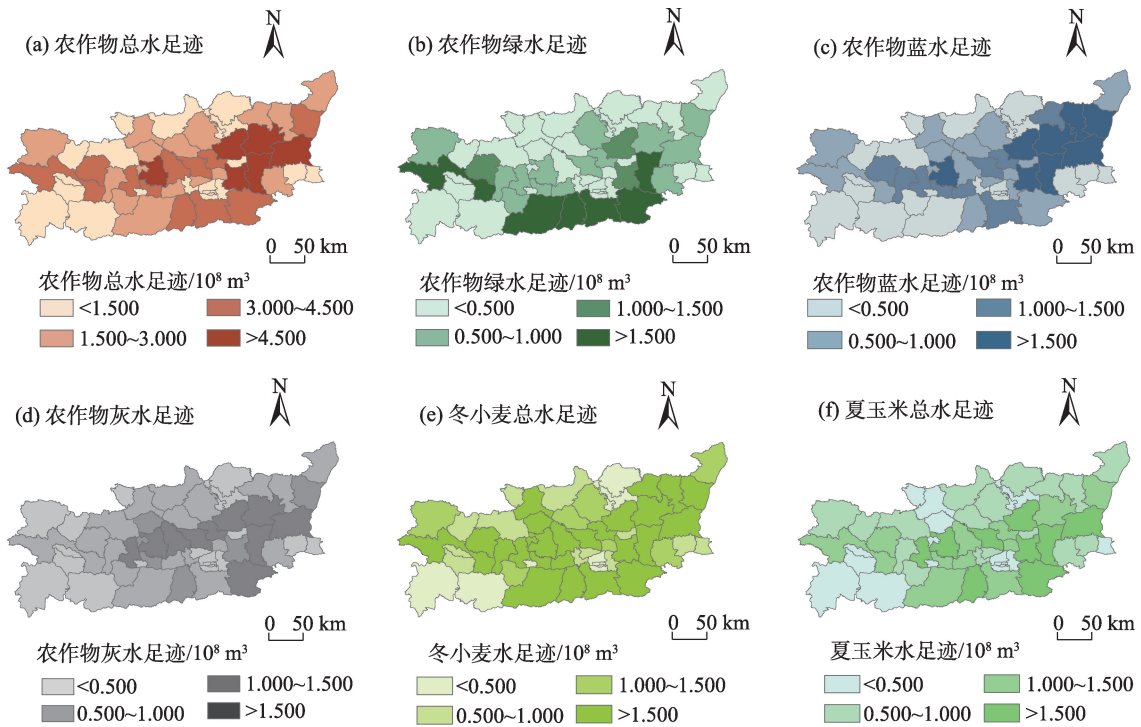 (a) 农作物总水足迹
N
0 50 km
农作物总水足迹/10⁸ m³
<1.500
3.000~4.500
1.500~3.000
>4.500
(b) 农作物绿水足迹
N
0 50 km
农作物绿水足迹/10⁸ m³
<0.500
1.000~1.500
0.500~1.000
>1.500
(c) 农作物蓝水足迹
N
0 50 km
农作物蓝水足迹/10⁸ m³
<0.500
1.000~1.500
0.500~1.000
>1.500
(d) 农作物灰水足迹
N
0 50 km
农作物灰水足迹/10⁸ m³
<0.500
1.000~1.500
0.500~1.000
>1.500
(e) 冬小麦总水足迹
N
0 50 km
冬小麦水足迹/10⁸ m³
<0.500
1.000~1.500
0.500~1.000
>1.500
(f) 夏玉米总水足迹
N
0 50 km
夏玉米水足迹/10⁸ m³
<0.500
1.000~1.500
0.500~1.000
>1.500